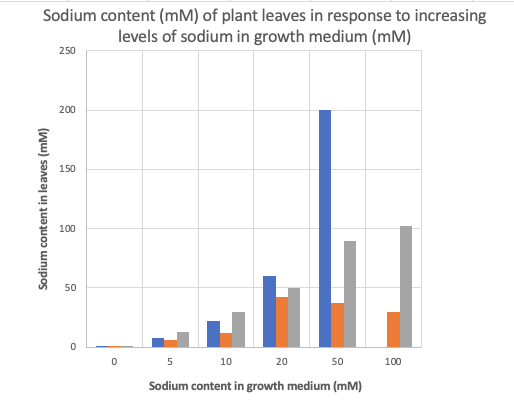 Sodium content (mM) of plant leaves in response to increasing
levels of sodium in growth medium (mM)
250
200
150
100
50
0
Sodium content in leaves (mM)
0 5 10 20 50 100
Sodium content in growth medium (mM)